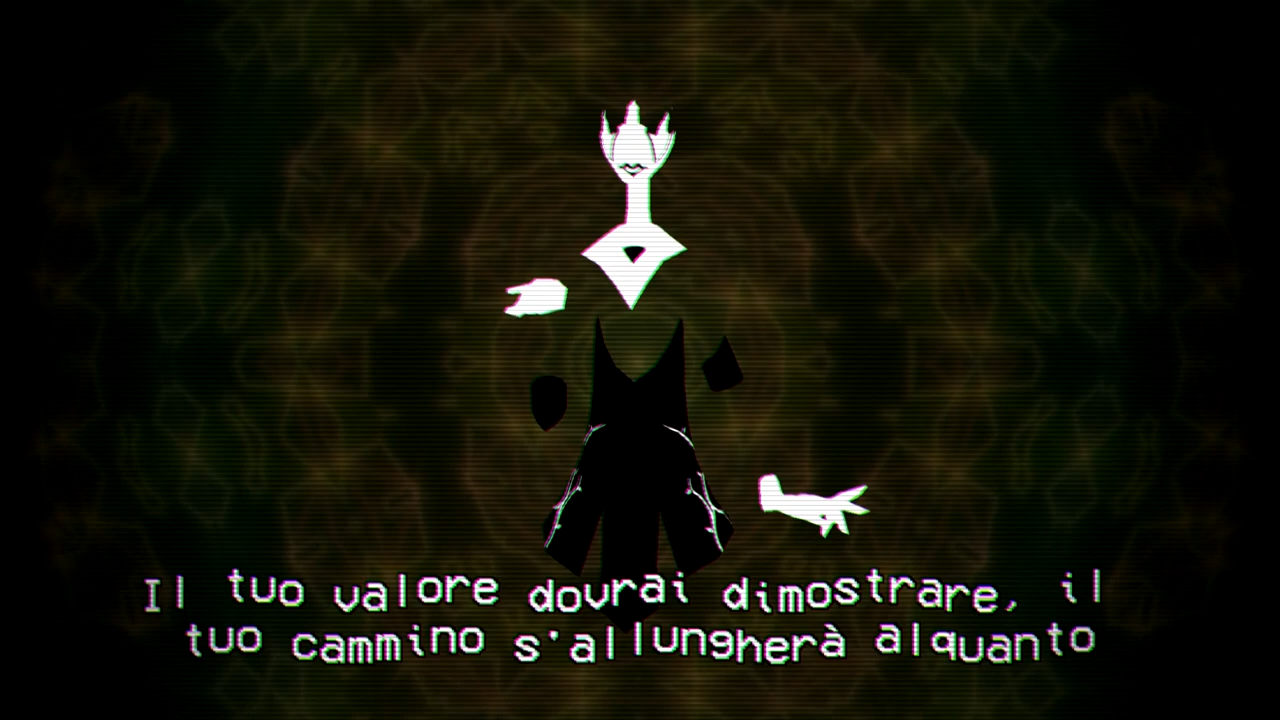 Il tuo valore dovrai dimostrare, il
tuo cammino s'allungherà alquanto